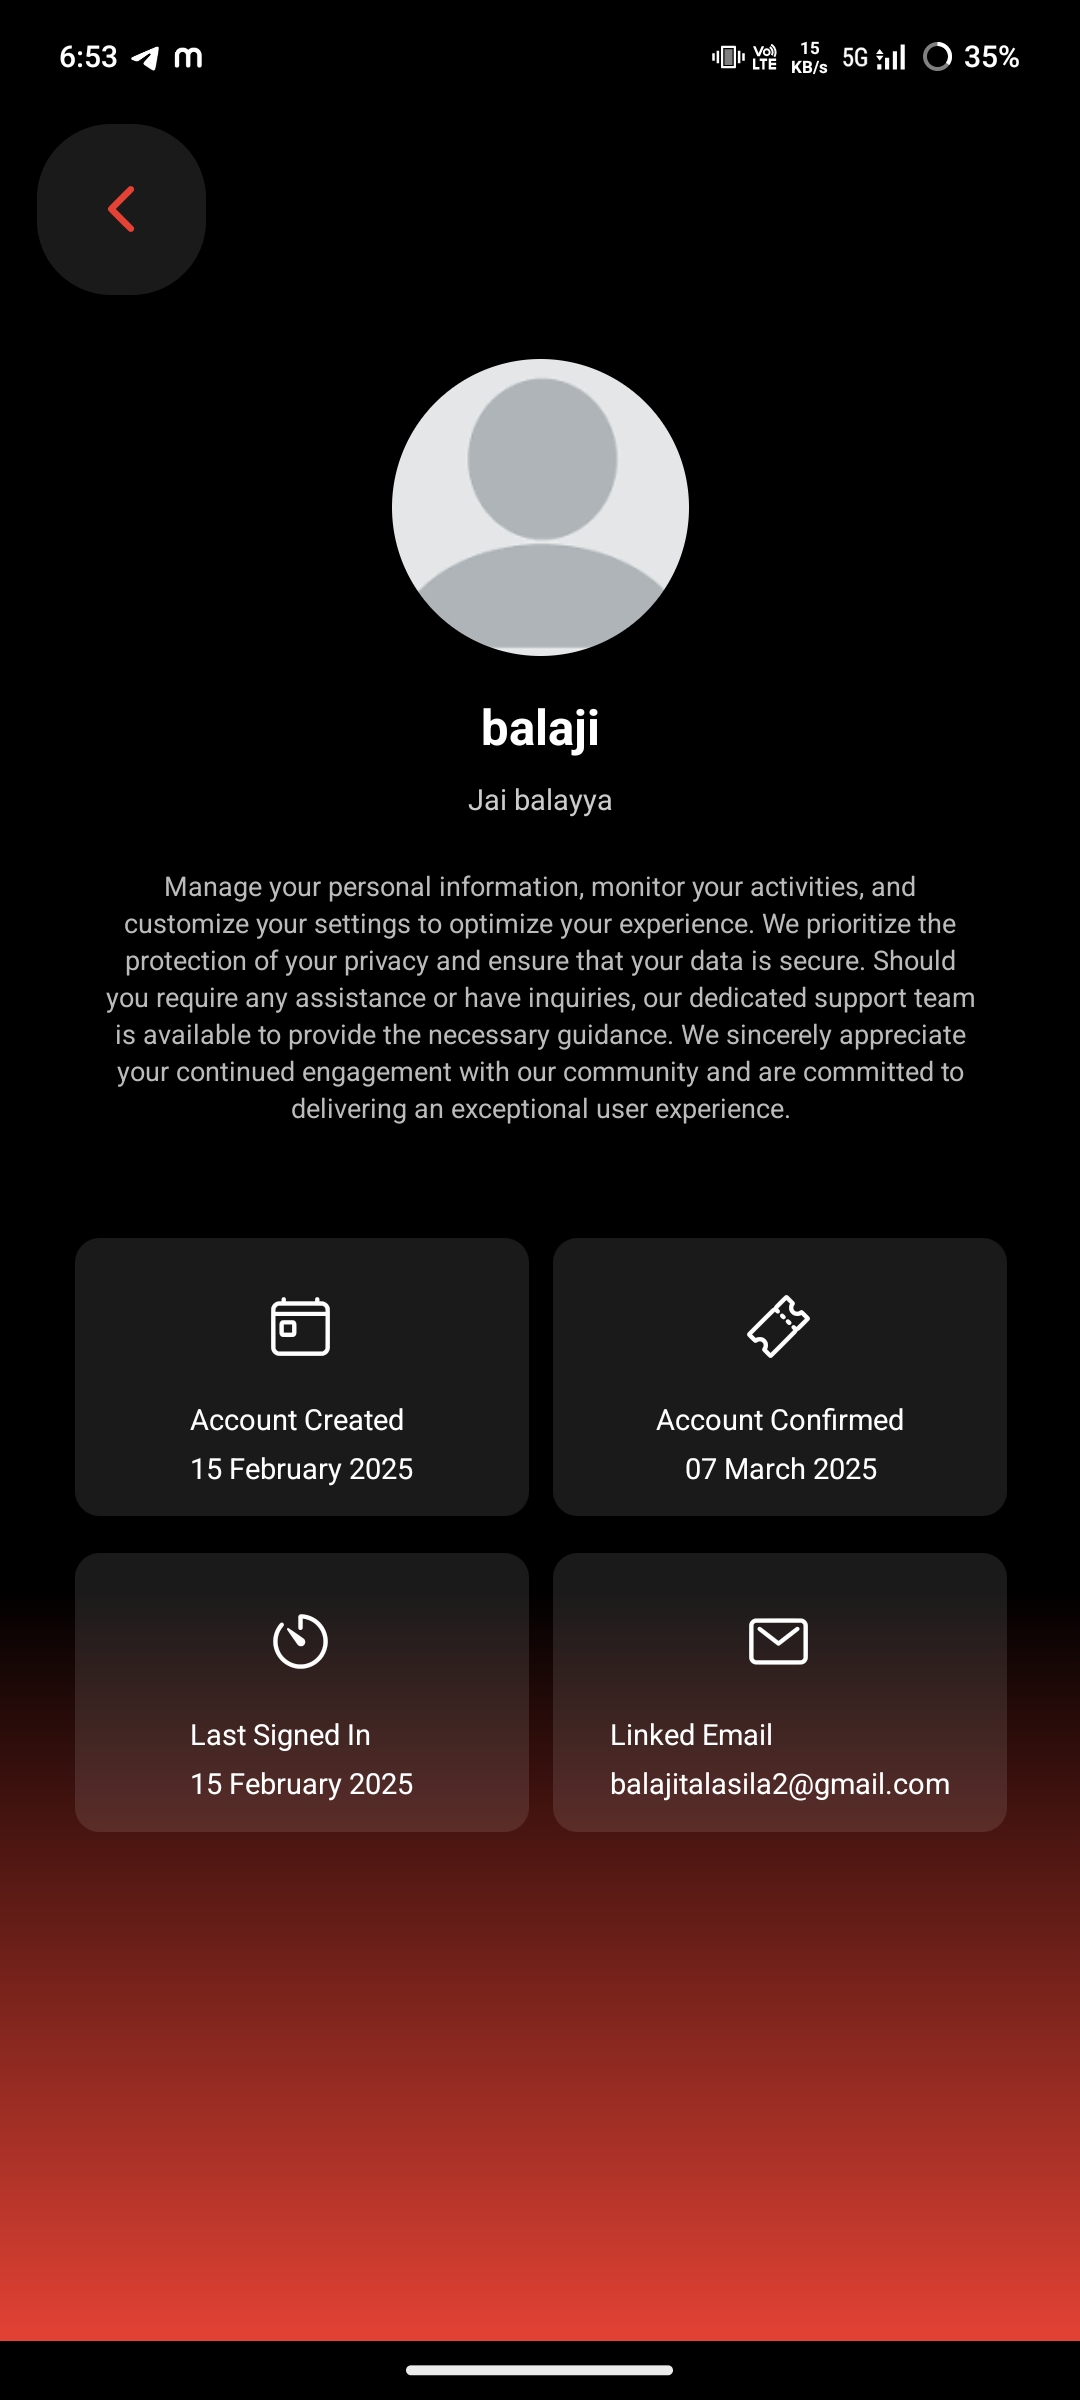 6:53
Vo)) LTE
15 KB/s
5G
35%
balaji
Jai balayya
Manage your personal information, monitor your activities, and
customize your settings to optimize your experience. We prioritize the
protection of your privacy and ensure that your data is secure. Should
you require any assistance or have inquiries, our dedicated support team
is available to provide the necessary guidance. We sincerely appreciate
your continued engagement with our community and are committed to
delivering an exceptional user experience.
Account Created
15 February 2025
Account Confirmed
07 March 2025
Last Signed In
15 February 2025
Linked Email
balajitalasila2@gmail.com